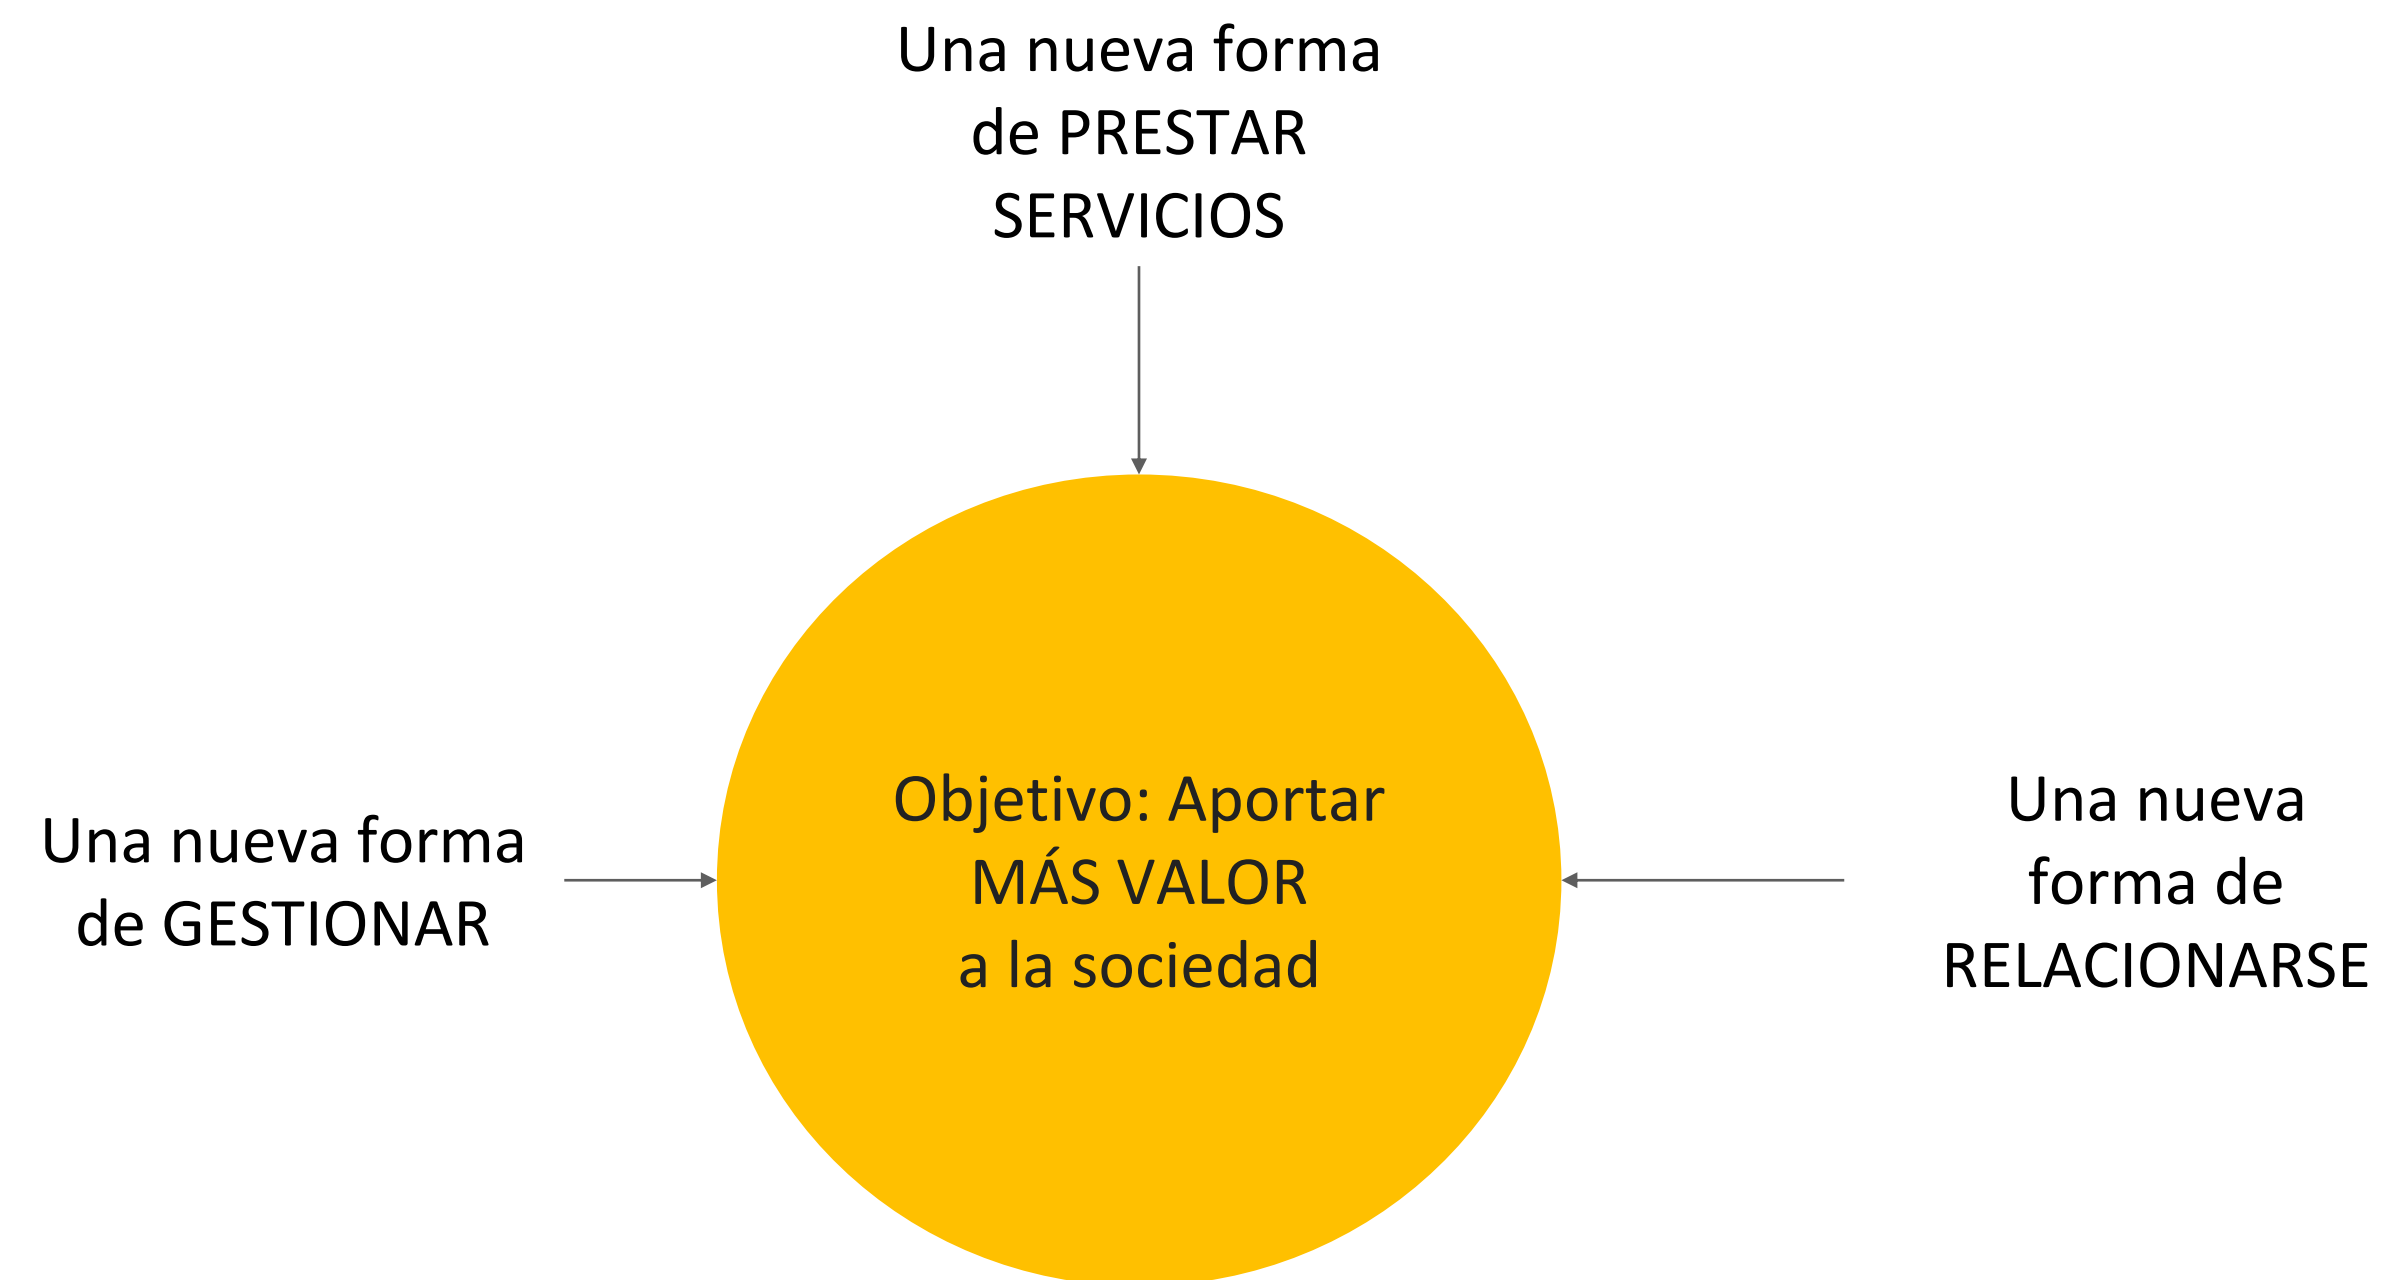 Una nueva forma
de PRESTAR
SERVICIOS
Una nueva forma
de GESTIONAR
Objetivo: Aportar
MÁS VALOR
a la sociedad
Una nueva
forma de
RELACIONARSE